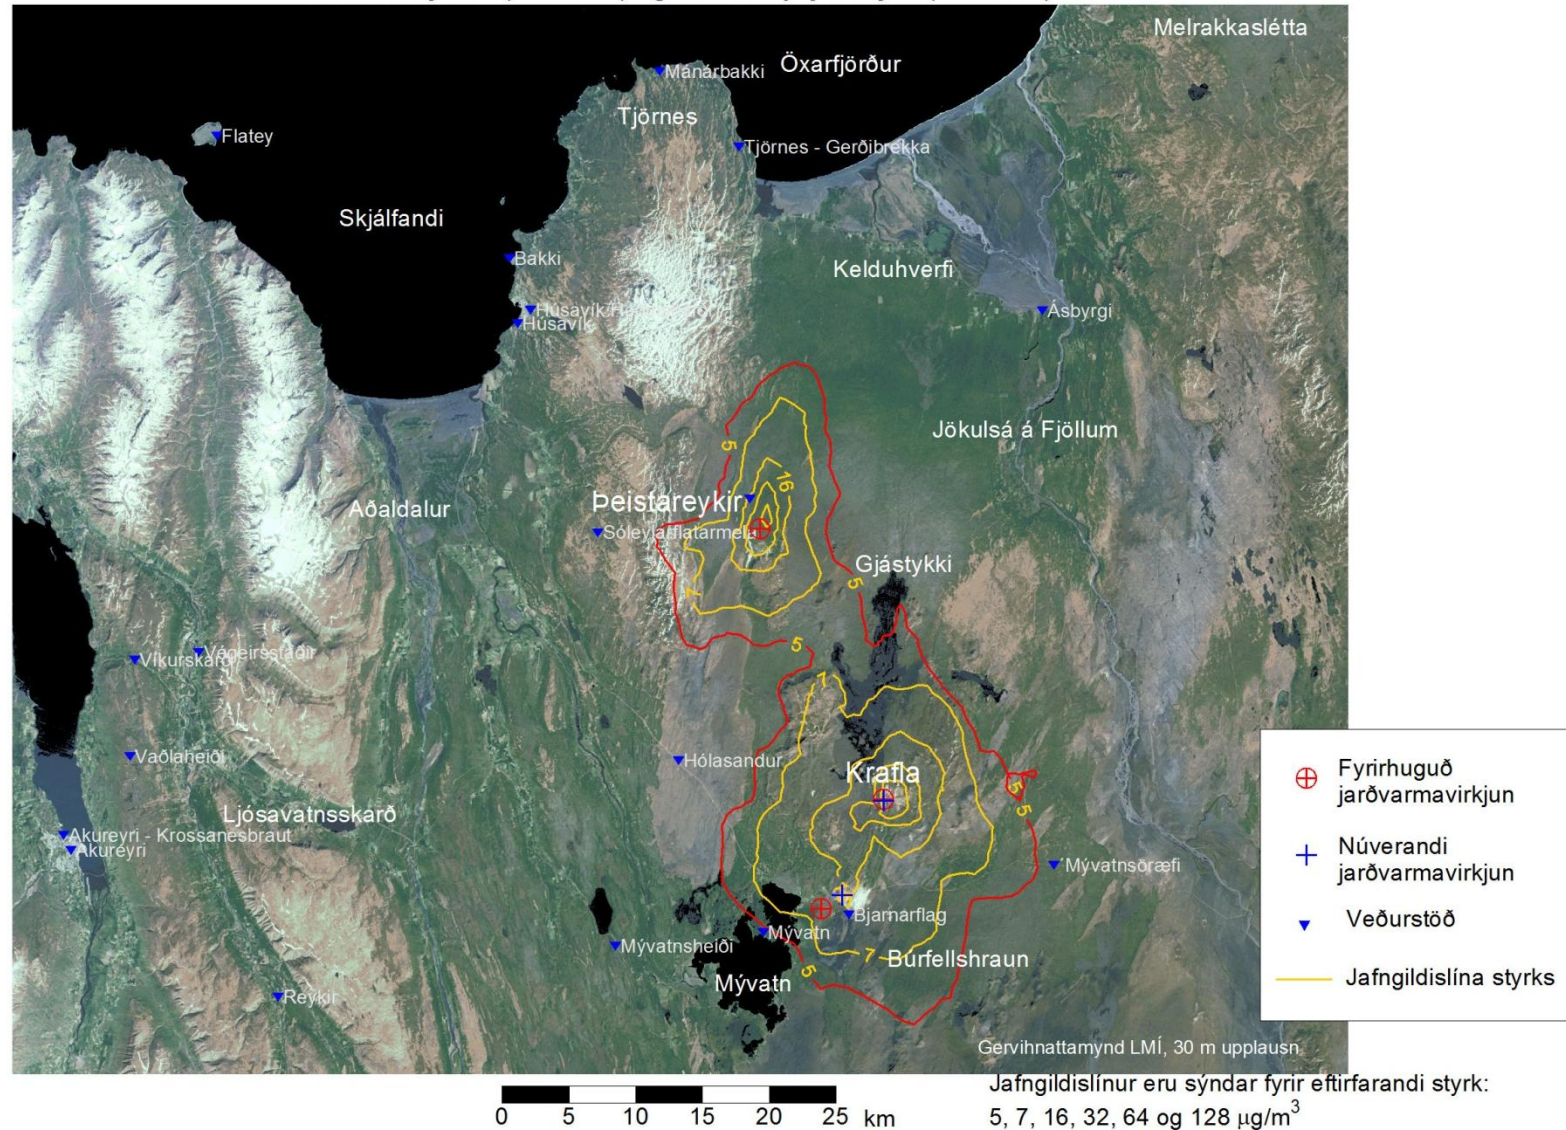 Melrakkaslétta
Öxarfjörður
Mánárbakki
Tjörnes
Flatey
Tjörnes - Gerðibrekka
Skjálfandi
Bakki
Kelduhverfi
Húsavík
Húsavík
Ásbyrgi
5
Jökulsá á Fjöllum
16
Þeistareykir
Aðaldalur
Gjástykki
5
7
5
7
Víkurskarð
Végeirsstaðir
Vaðlaheiði
Hólasandur
Krafla
5
5
Ljósavatnsskarð
Akureyri - Krossanesbraut
Akureyri
Mývatnsöræfi
Bjarnarflag
Mývatn
Mývatnsheiði
7
Búrfellshraun
5
Mývatn
Reykir
Fyrirhuguð
jarðvarmavirkjun
Núverandi
jarðvarmavirkjun
Veðurstöð
Jafngildislína styrks
Gervihnattamynd LMÍ, 30 m upplausn
0 5 10 15 20 25 km
Jafngildislínur eru sýndar fyrir eftirfarandi styrk:
5, 7, 16, 32, 64 og 128 µg/m³